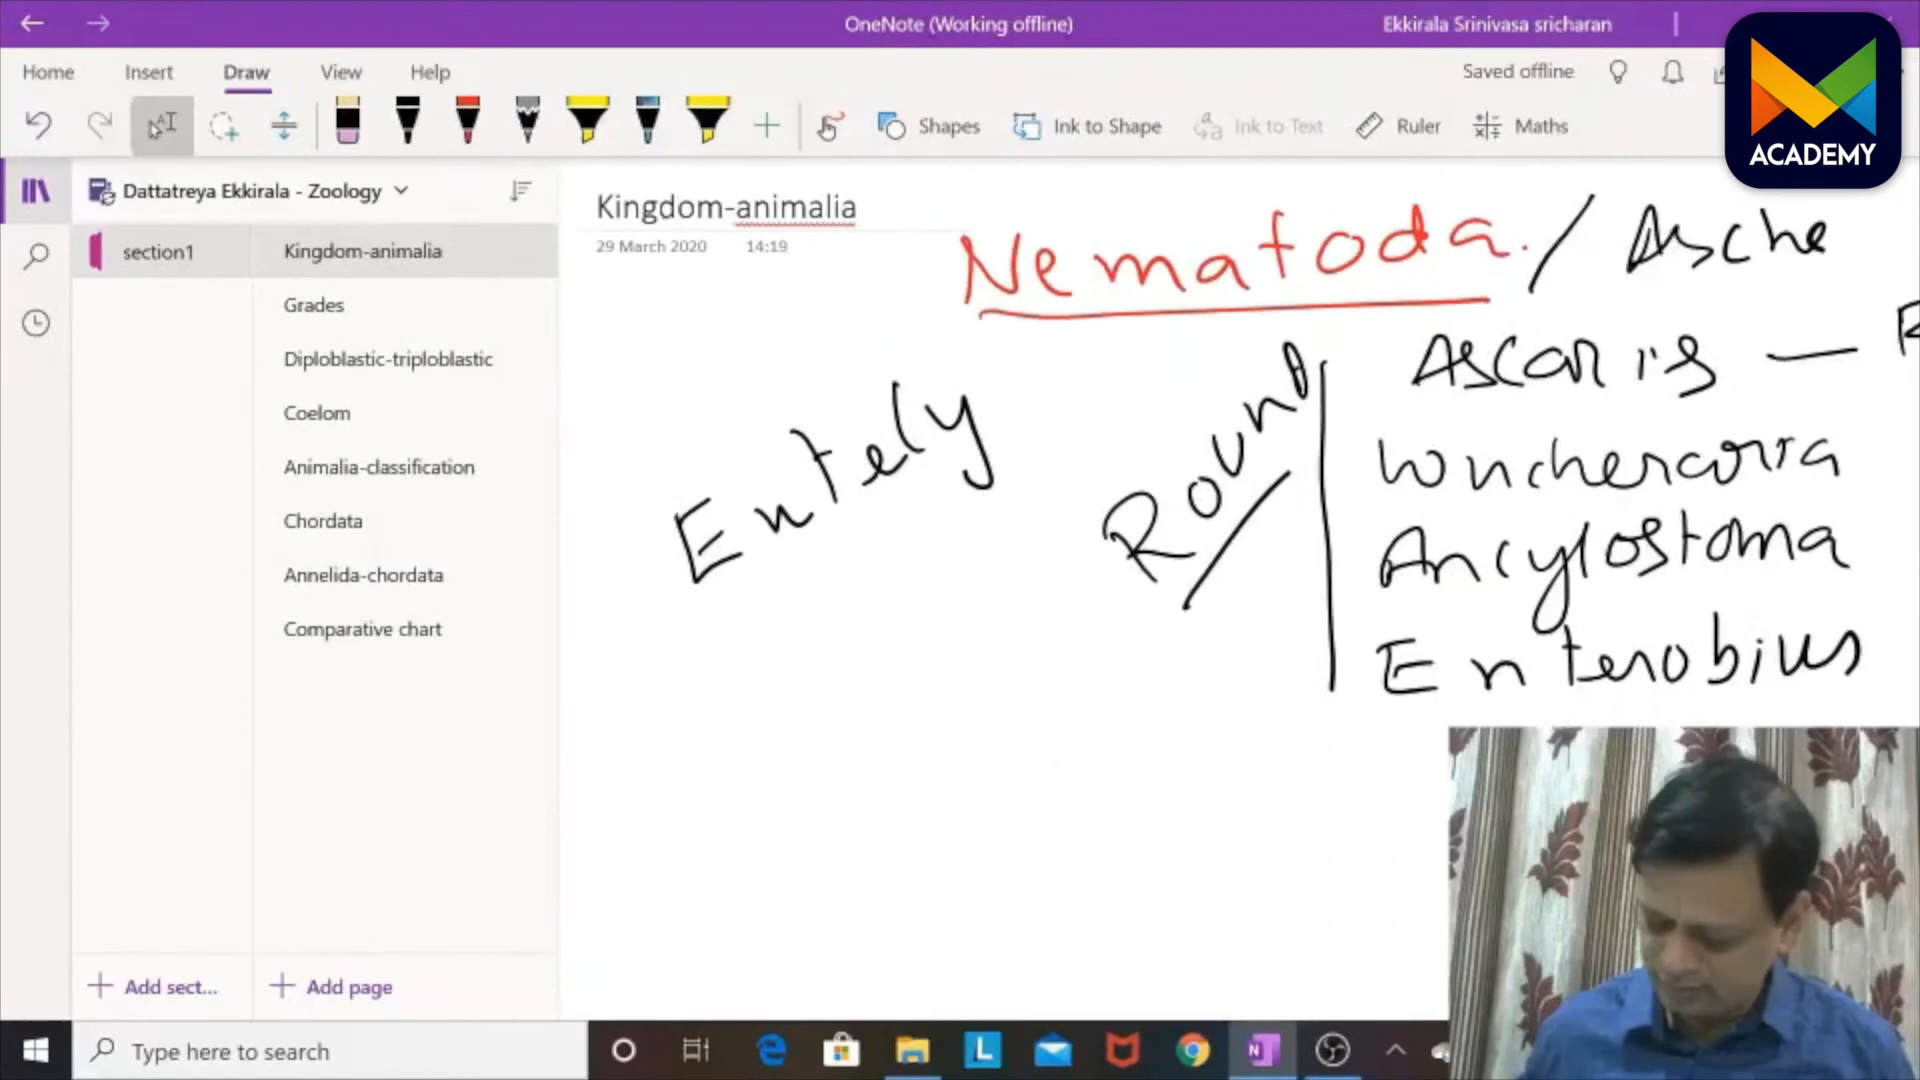 OneNote (Working offline)
Ekkirala Srinivasa sricharan
Home Insert Draw View Help
Saved offline
Shapes Ink to Shape Ink to Text Ruler Maths
ACADEMY
Dattatreya Ekkirala - Zoology
section1
Kingdom-animalia
Grades
Diploblastic-triploblastic
Coelom
Animalia-classification
Chordata
Annelida-chordata
Comparative chart
Add sect...
Add page
Kingdom-animalia
29 March 2020 14:19
Nematoda. / Asche
Entely
Round
Ascaris —
Wuchercorra
Ancylostoma
Enterobius
Type here to search